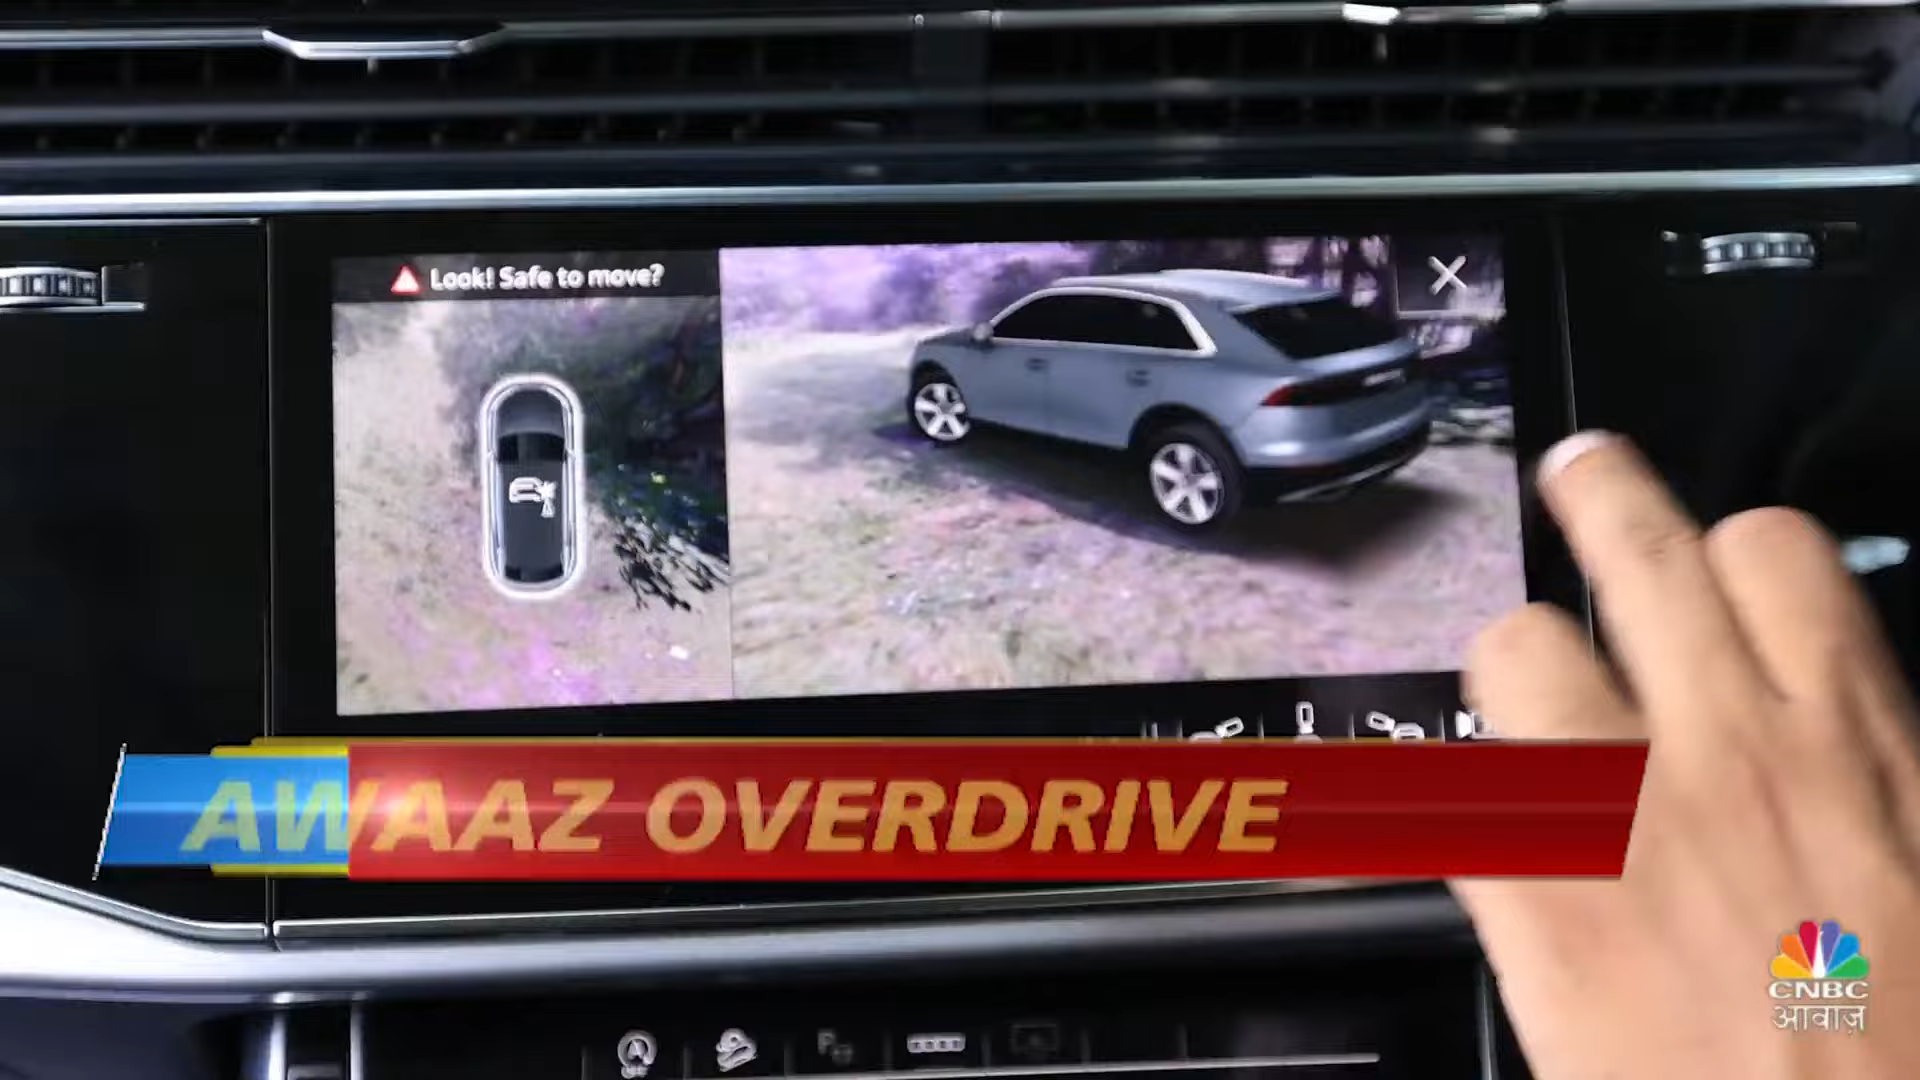 Look! Safe to move?
AWAAZ OVERDRIVE
CNBC
आवाज़